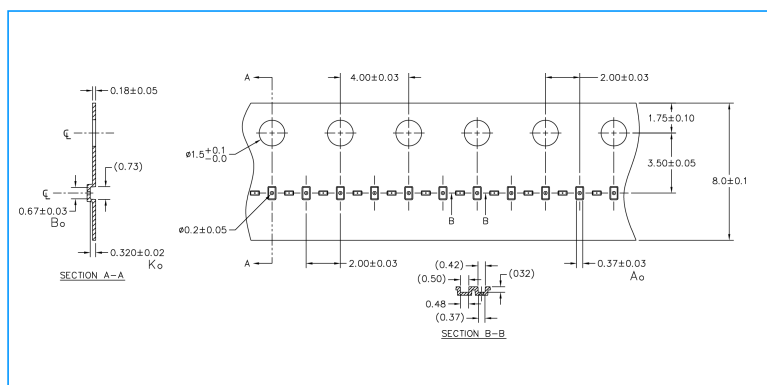 A
4.00±0.03
2.00±0.03
0.18±0.05
1.75±0.10
ø1.5+0.1
-0.0
3.50±0.05
(0.73)
8.0±0.1
0.67±0.03
Bo
ø0.2±0.05
B B
0.320±0.02
Ko
A
2.00±0.03
(0.42)
(0.50)
(032)
0.37±0.03
Ao
SECTION A-A
0.48
(0.37)
SECTION B-B